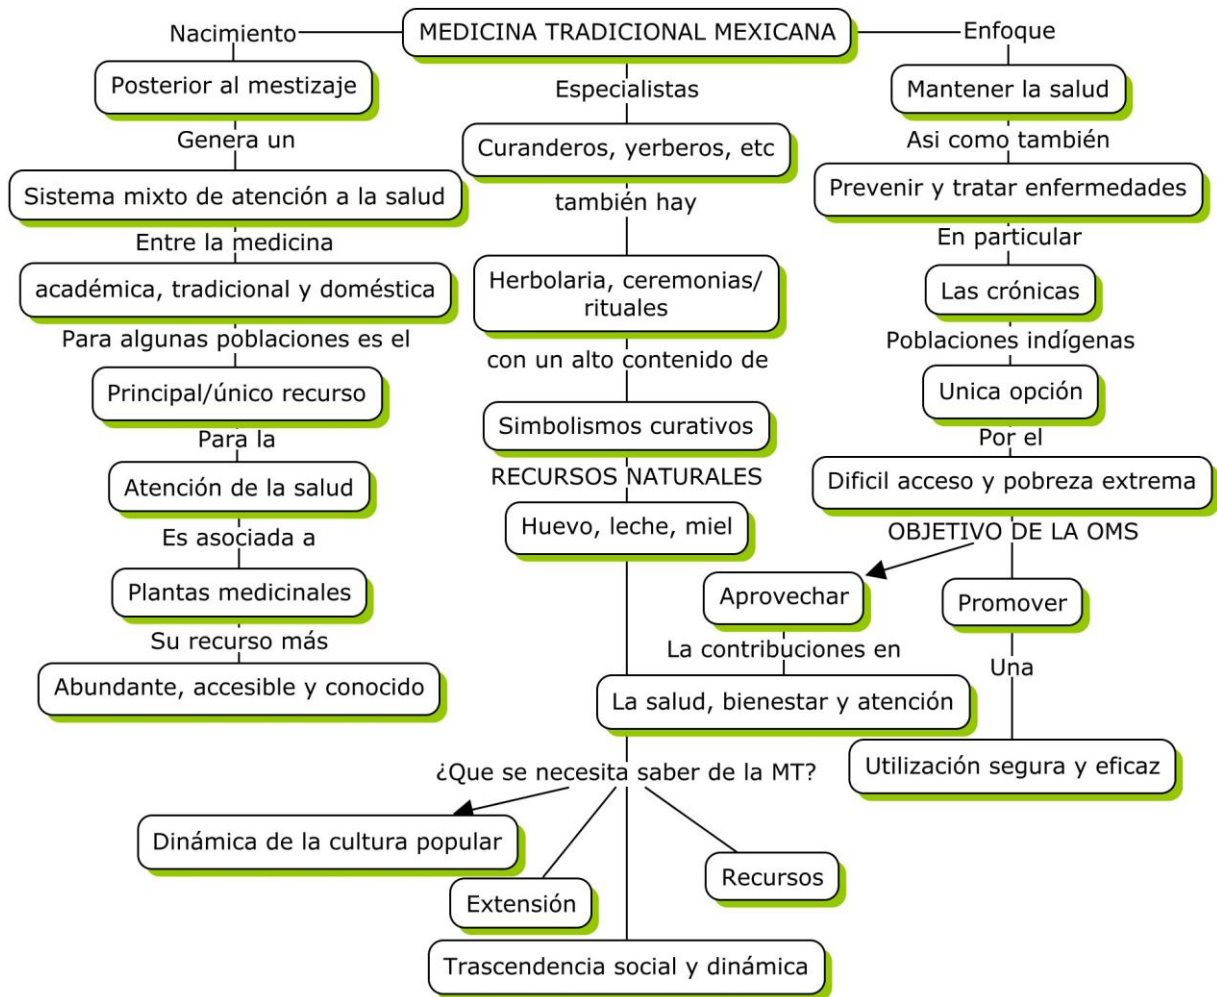 MEDICINA TRADICIONAL MEXICANA
Nacimiento
Posterior al mestizaje
Genera un
Sistema mixto de atención a la salud
Entre la medicina
académica, tradicional y doméstica
Para algunas poblaciones es el
Principal/único recurso
Para la
Atención de la salud
Es asociada a
Plantas medicinales
Su recurso más
Abundante, accesible y conocido
Especialistas
Curanderos, yerberos, etc
también hay
Herbolaria, ceremonias/
rituales
con un alto contenido de
Simbolismos curativos
RECURSOS NATURALES
Huevo, leche, miel
Enfoque
Mantener la salud
Asi como también
Prevenir y tratar enfermedades
En particular
Las crónicas
Poblaciones indígenas
Unica opción
Por el
Dificil acceso y pobreza extrema
OBJETIVO DE LA OMS
Aprovechar
La contribuciones en
La salud, bienestar y atención
Promover
Una
Utilización segura y eficaz
¿Que se necesita saber de la MT?
Dinámica de la cultura popular
Extensión
Trascendencia social y dinámica
Recursos